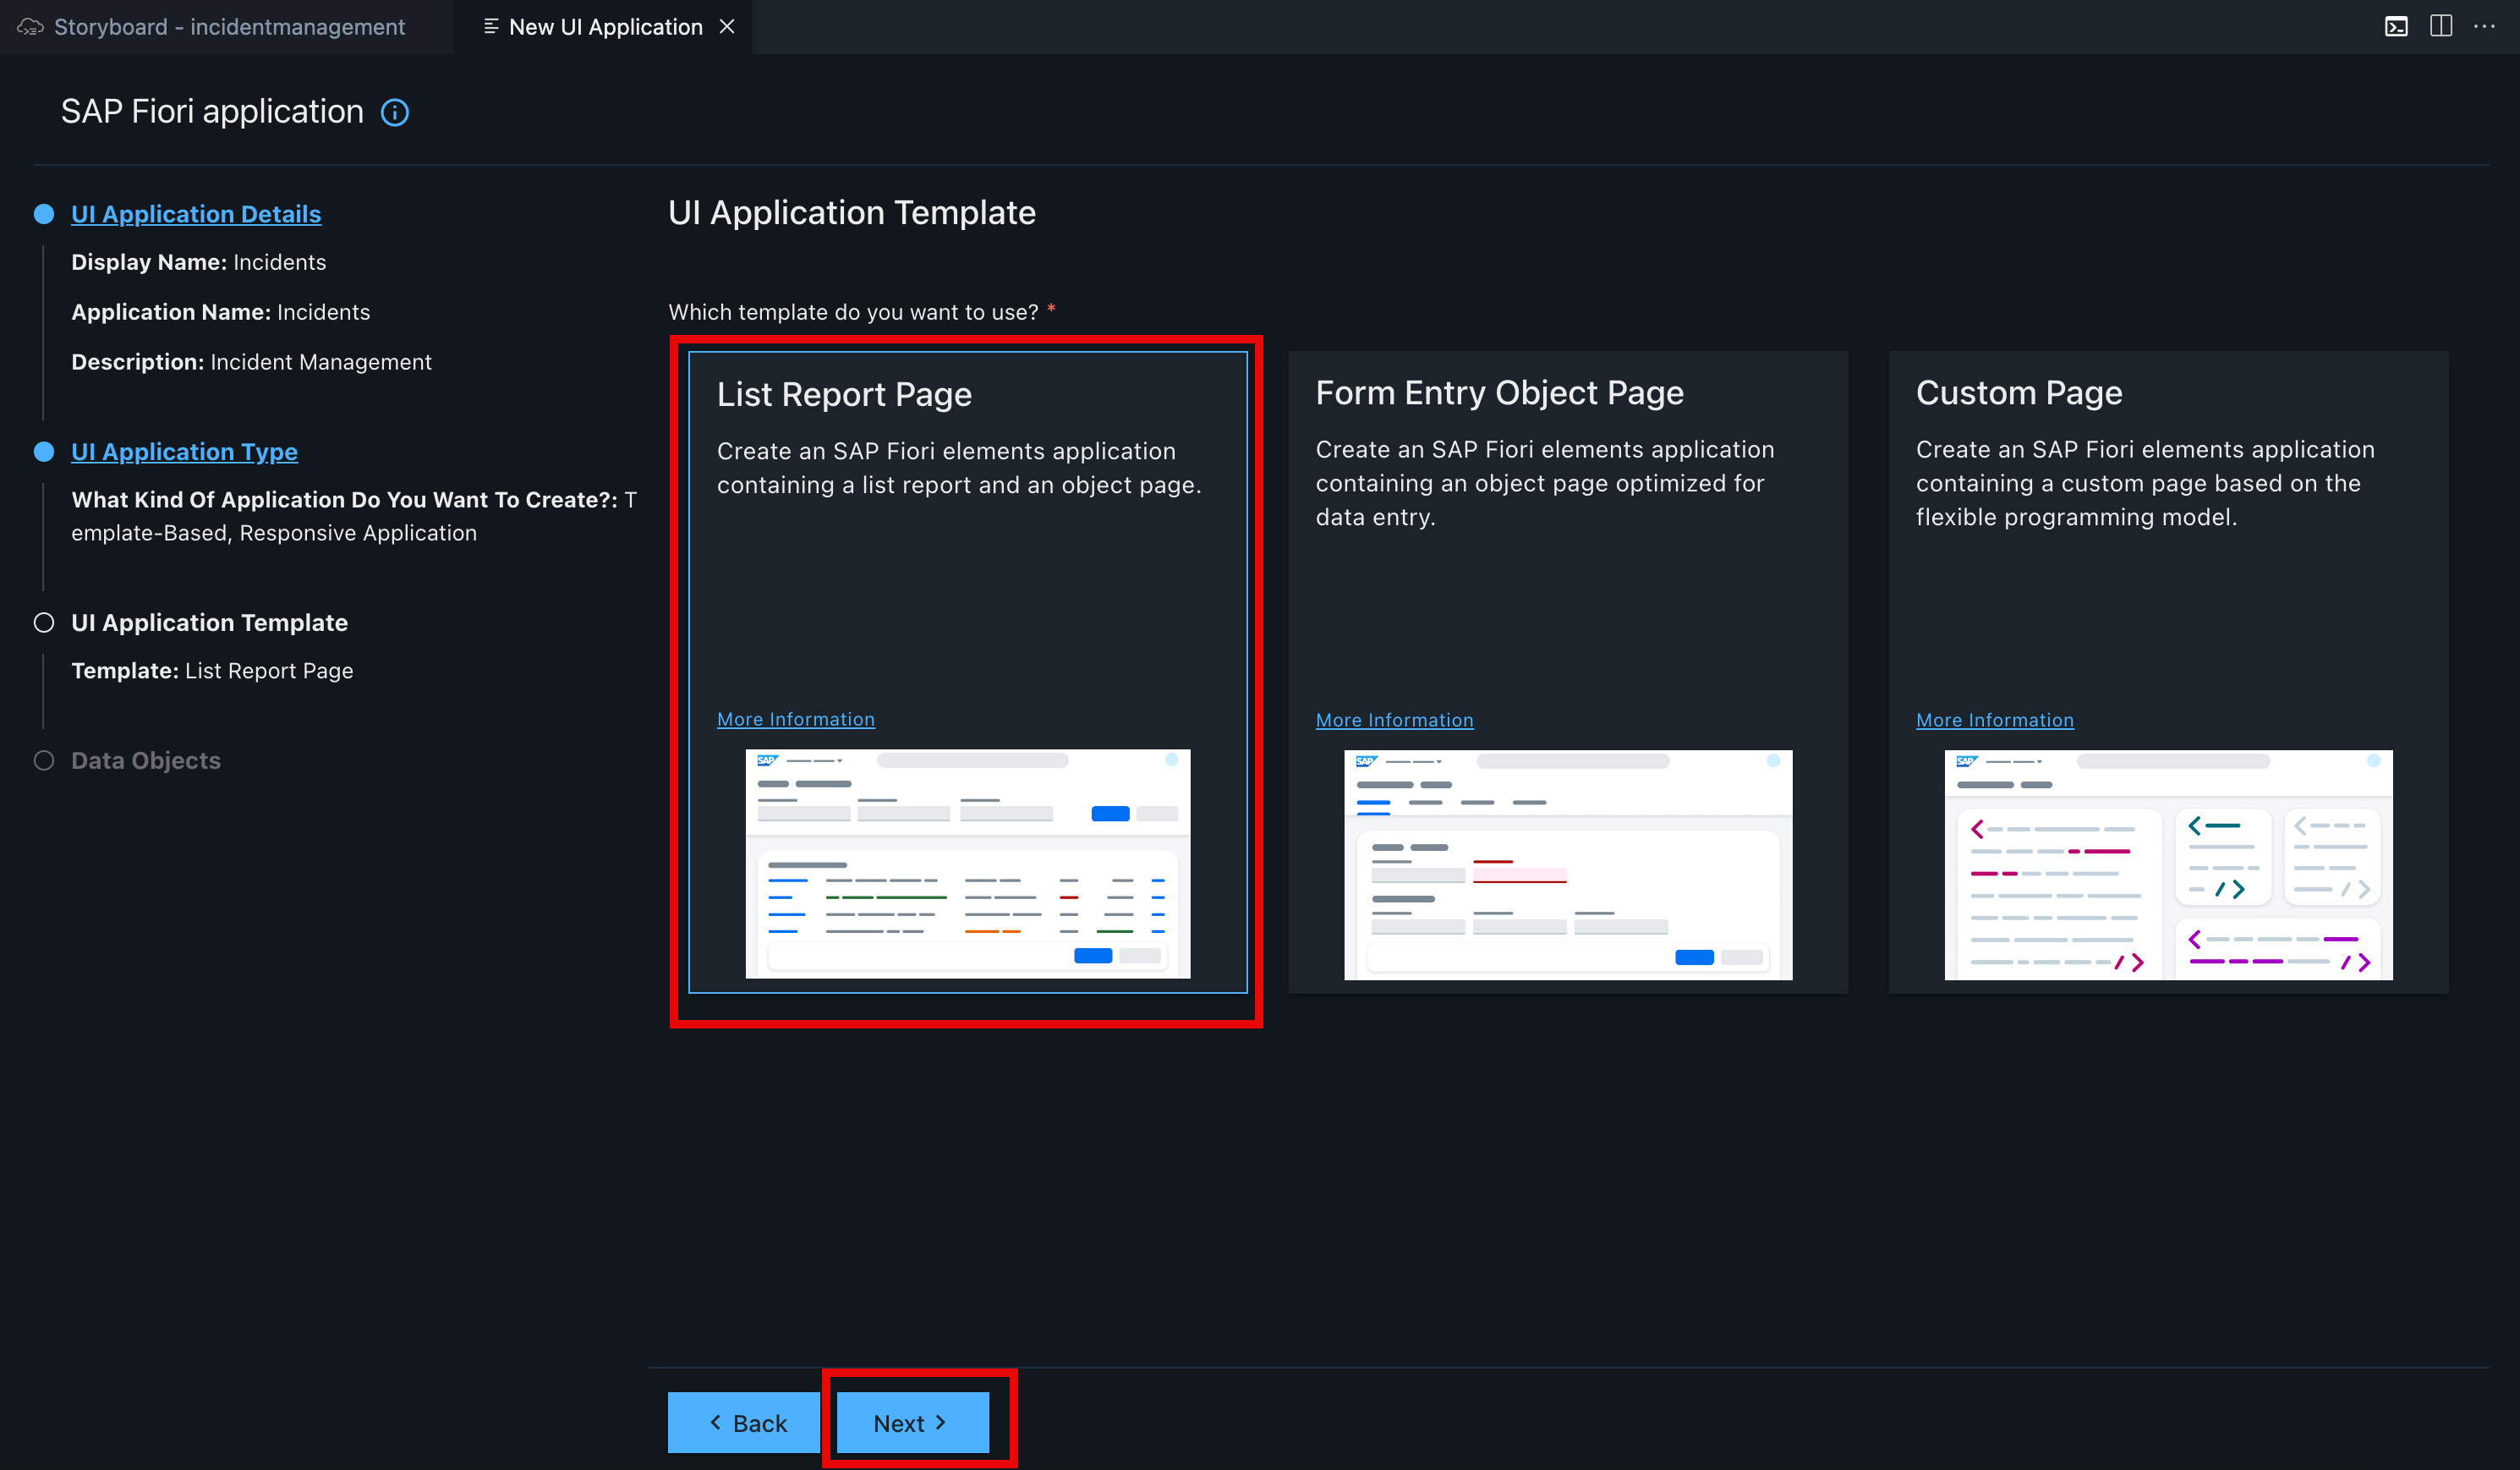 Storyboard - incidentmanagement
New UI Application
SAP Fiori application
UI Application Details
Display Name: Incidents
Application Name: Incidents
Description: Incident Management
UI Application Type
What Kind Of Application Do You Want To Create?: T
emplate-Based, Responsive Application
UI Application Template
Template: List Report Page
Data Objects
UI Application Template
Which template do you want to use? *
List Report Page
Create an SAP Fiori elements application
containing a list report and an object page.
More Information
SAP
Form Entry Object Page
Create an SAP Fiori elements application
containing an object page optimized for
data entry.
More Information
SAP
Custom Page
Create an SAP Fiori elements application
containing a custom page based on the
flexible programming model.
More Information
SAP
Back
Next